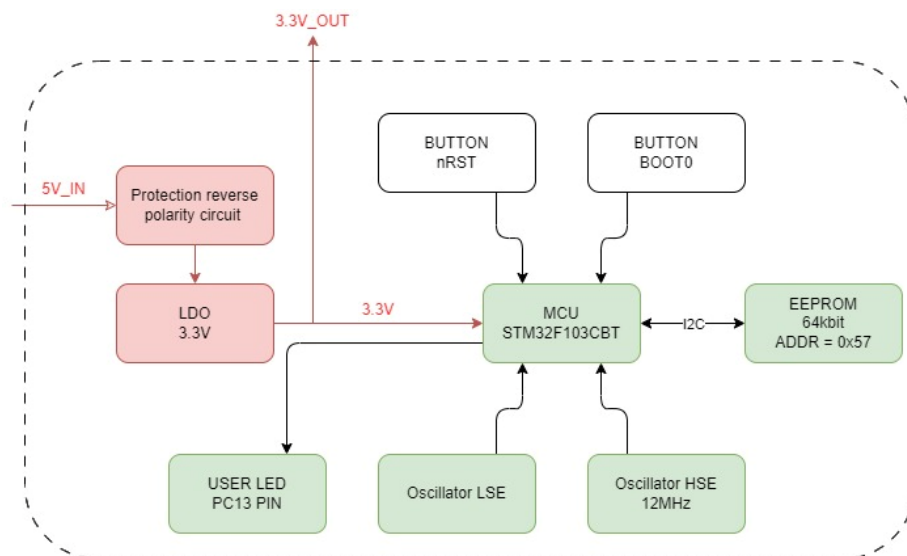 3.3V_OUT
BUTTON
nRST
BUTTON
BOOT0
5V_IN
Protection reverse
polarity circuit
LDO
3.3V
3.3V
MCU
STM32F103CBT
I2C
EEPROM
64kbit
ADDR = 0x57
USER LED
PC13 PIN
Oscillator LSE
Oscillator HSE
12MHz